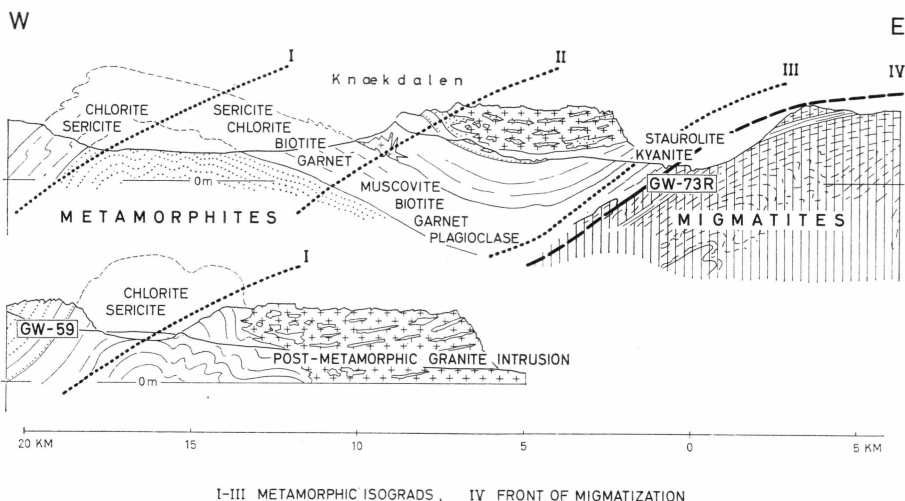 W
E
I
II
III
IV
Knækdalen
CHLORITE
SERICITE
SERICITE
CHLORITE
BIOTITE
GARNET
STAUROLITE
KYANITE
0m
GW-73R
MUSCOVITE
BIOTITE
GARNET
PLAGIOCLASE
METAMORPHITES
MIGMATITES
I
CHLORITE
SERICITE
GW-59
POST-METAMORPHIC GRANITE INTRUSION
0m
20 KM
15
10
5
0
5 KM
I-III METAMORPHIC ISOGRADS, IV FRONT OF MIGMATIZATION